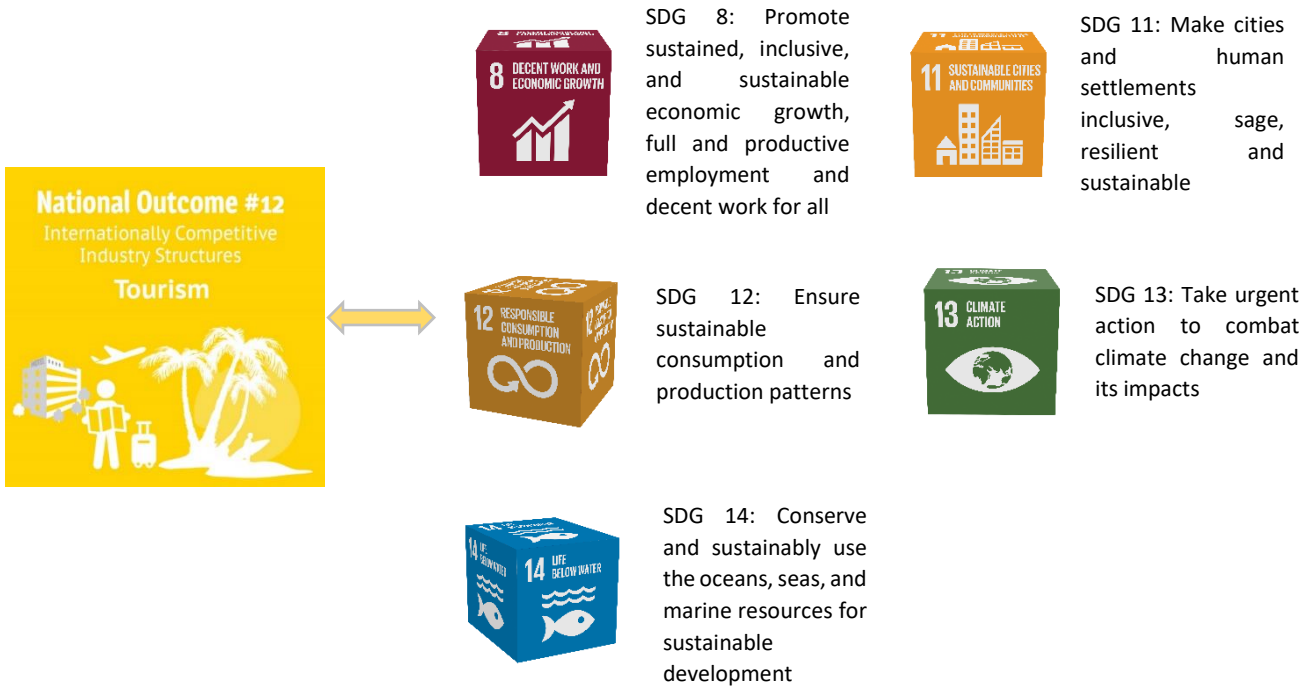 National Outcome #12
Internationally Competitive
Industry Structures
Tourism
8 DECENT WORK AND
ECONOMIC GROWTH
SDG 8: Promote
sustained, inclusive,
and sustainable
economic growth,
full and productive
employment and
decent work for all
11 SUSTAINABLE CITIES
AND COMMUNITIES
SDG 11: Make cities
and human
settlements
inclusive, sage,
resilient and
sustainable
12 RESPONSIBLE
CONSUMPTION
AND PRODUCTION
SDG 12: Ensure
sustainable
consumption and
production patterns
13 CLIMATE
ACTION
SDG 13: Take urgent
action to combat
climate change and
its impacts
14 LIFE
BELOW WATER
14 LIFE
BELOW WATER
SDG 14: Conserve
and sustainably use
the oceans, seas, and
marine resources for
sustainable
development